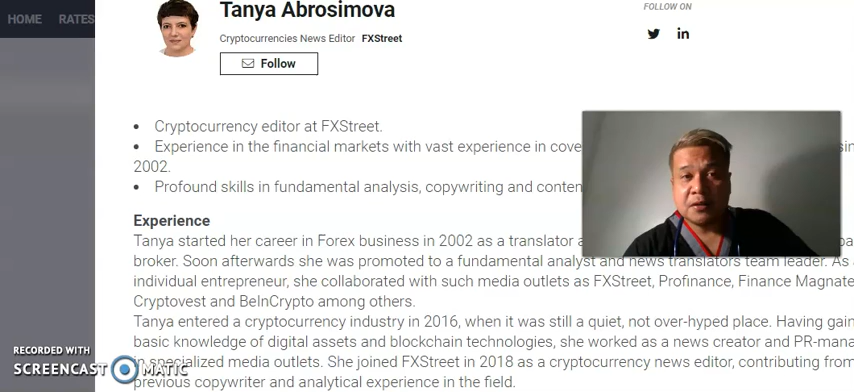 HOME RATES
Tanya Abrosimova
FOLLOW ON
Cryptocurrencies News Editor FXStreet
Follow
• Cryptocurrency editor at FXStreet.
• Experience in the financial markets with vast experience in
2002.
• Profound skills in fundamental analysis, copywriting and
Experience
Tanya started her career in Forex business in 2002 as a translator
broker. Soon afterwards she was promoted to a fundamental analyst and news translators team leader. As
individual entrepreneur, she collaborated with such media outlets as FXStreet, Profinance, Finance
Cryptovest and BeInCrypto among others.
Tanya entered a cryptocurrency industry in 2016, when it was still a quiet, not over-hyped place. Having
basic knowledge of digital assets and blockchain technologies, she worked as a news creator and
in specialized media outlets. She joined FXStreet in 2018 as a cryptocurrency news editor, contributing from
previous copywriter and analytical experience in the field.
RECORDED WITH
SCREENCAST MATIC